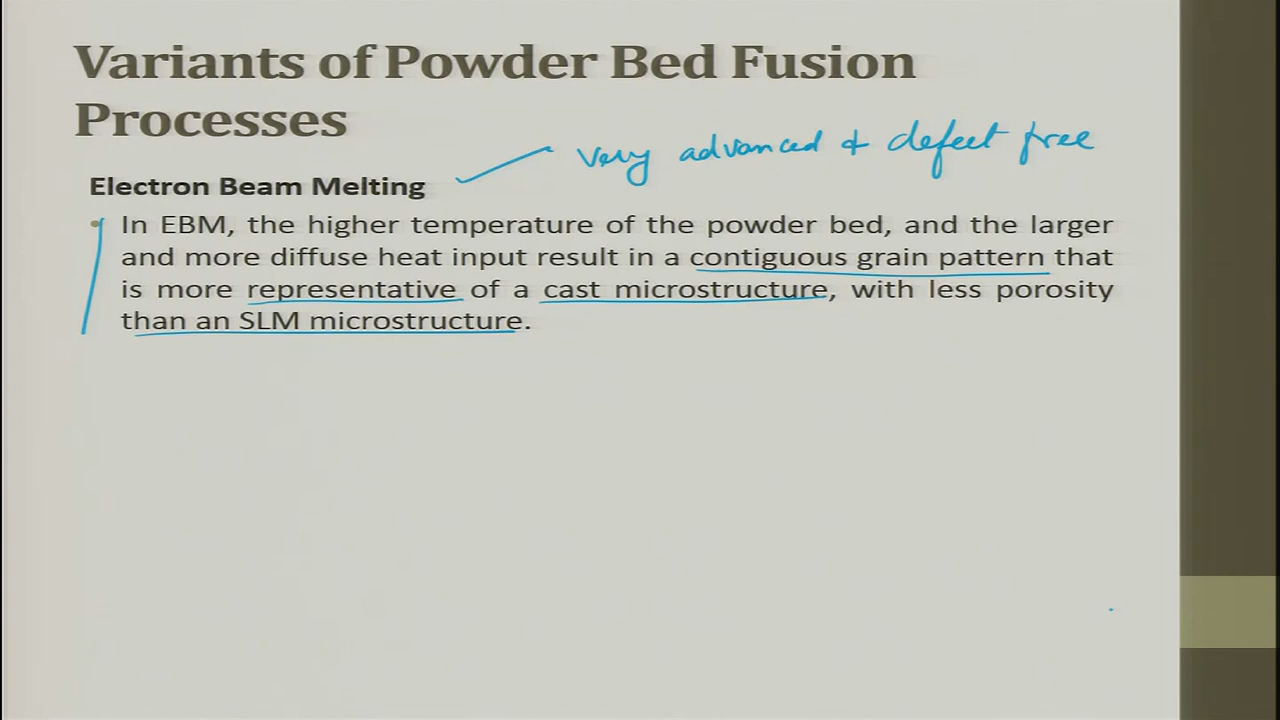 Variants of Powder Bed Fusion
Processes
very advanced & defect free
Electron Beam Melting
• In EBM, the higher temperature of the powder bed, and the larger
and more diffuse heat input result in a contiguous grain pattern that
is more representative of a cast microstructure, with less porosity
than an SLM microstructure.